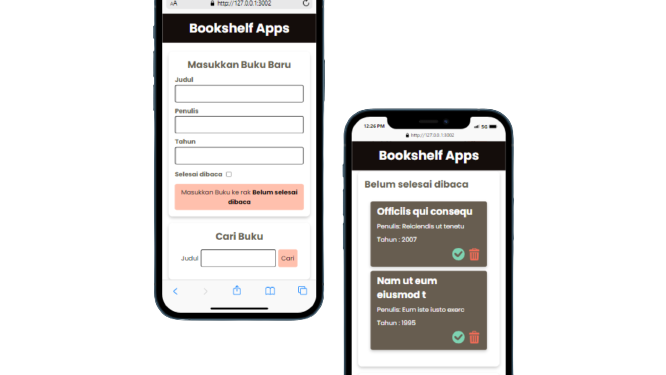 AA
http://127.0.0.1:3002
Bookshelf Apps
Masukkan Buku Baru
Judul
Penulis
Tahun
Selesai dibaca
Masukkan Buku ke rak Belum selesai
dibaca
Cari Buku
Judul
Cari
12.25 PM
5G
http://127.0.0.1:3002
Bookshelf Apps
Belum selesai dibaca
Officiis qui consequ
Penulis: Reiciendis ut tenetu
Tahun : 2007
Nam ut eum
eiusmod t
Penulis: Eum iste iusto exerc
Tahun : 1995